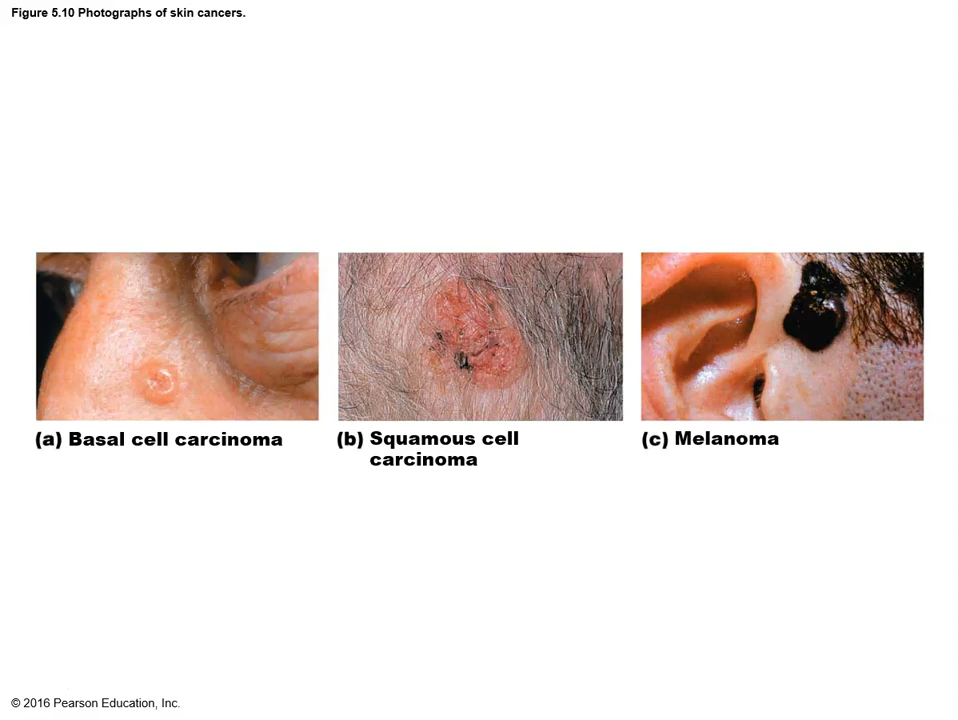 Figure 5.10 Photographs of skin cancers.
(a) Basal cell carcinoma
(b) Squamous cell
carcinoma
(c) Melanoma
© 2016 Pearson Education, Inc.